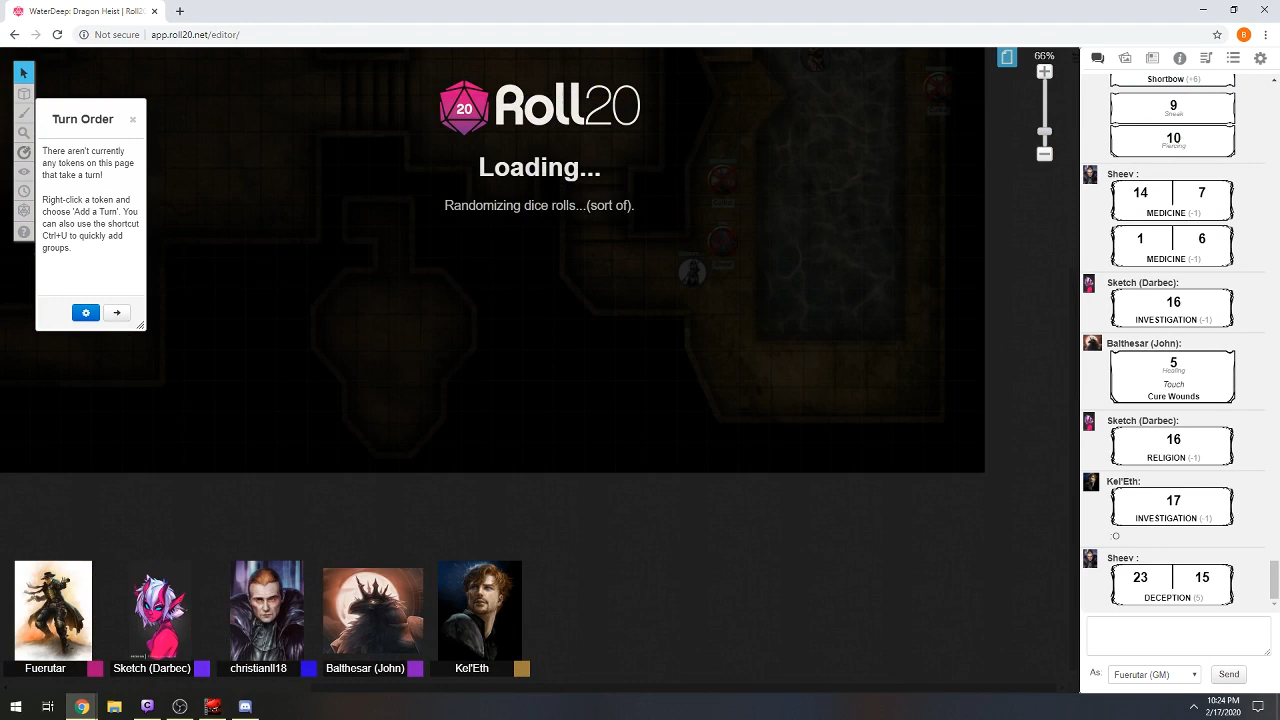 WaterDeep: Dragon Heist | Roll20
Not secure | app.roll20.net/editor/
20
Roll20
Loading...
Randomizing dice rolls...(sort of).
66%
Turn Order
There aren't currently
any tokens on this page
that take a turn!
Right-click a token and
choose 'Add a Turn'. You
can also use the shortcut
Ctrl+U to quickly add
groups.
Shortbow (+6)
9
Sneak
10
Piercing
Sheev :
14 7
MEDICINE (-1)
1 6
MEDICINE (-1)
Sketch (Darbec):
16
INVESTIGATION (-1)
Balthesar (John):
5
Healing
Touch
Cure Wounds
Sketch (Darbec):
16
RELIGION (-1)
Kel'Eth:
17
INVESTIGATION (-1)
:O
Sheev :
23 15
DECEPTION (5)
As: Fuerutar (GM) Send
Fuerutar
Sketch (Darbec)
christianll18
Balthesar (John)
Kel'Eth
10:24 PM
2/17/2020